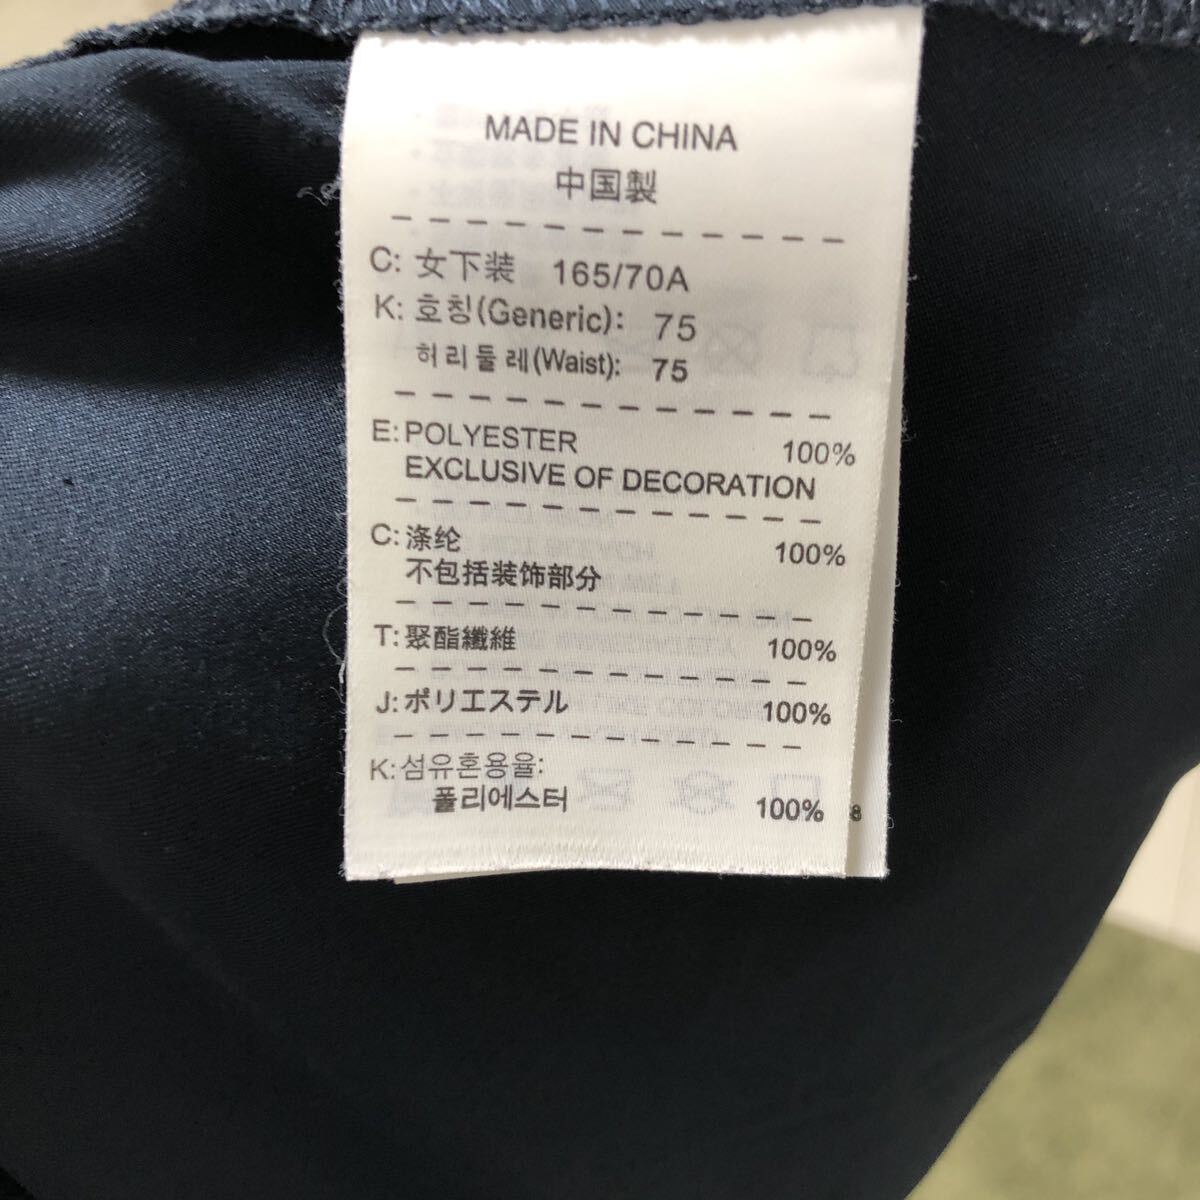 MADE IN CHINA
中国製
C: 女下装 165/70A
K: 호칭(Generic): 75
허리둘레(Waist): 75
E: POLYESTER 100%
EXCLUSIVE OF DECORATION
C: 涤纶 100%
不包括装饰部分
T: 聚酯纖維 100%
J: ポリエステル 100%
K: 섬유혼용율:
폴리에스터 100%